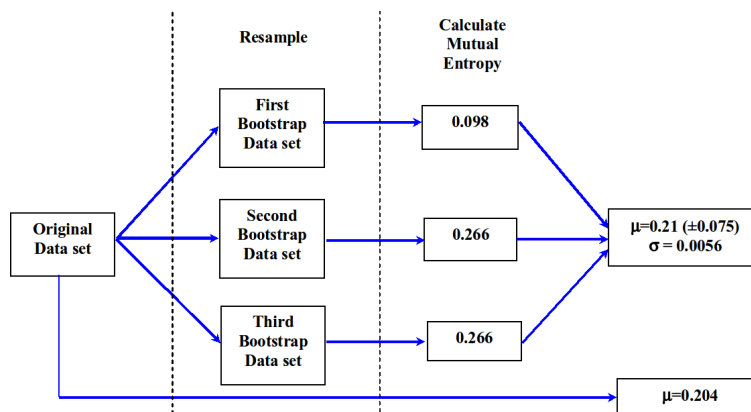 Resample
Calculate
Mutual
Entropy
First
Bootstrap
Data set
0.098
Original
Data set
Second
Bootstrap
Data set
0.266
μ=0.21 (±0.075)
σ = 0.0056
Third
Bootstrap
Data set
0.266
μ=0.204